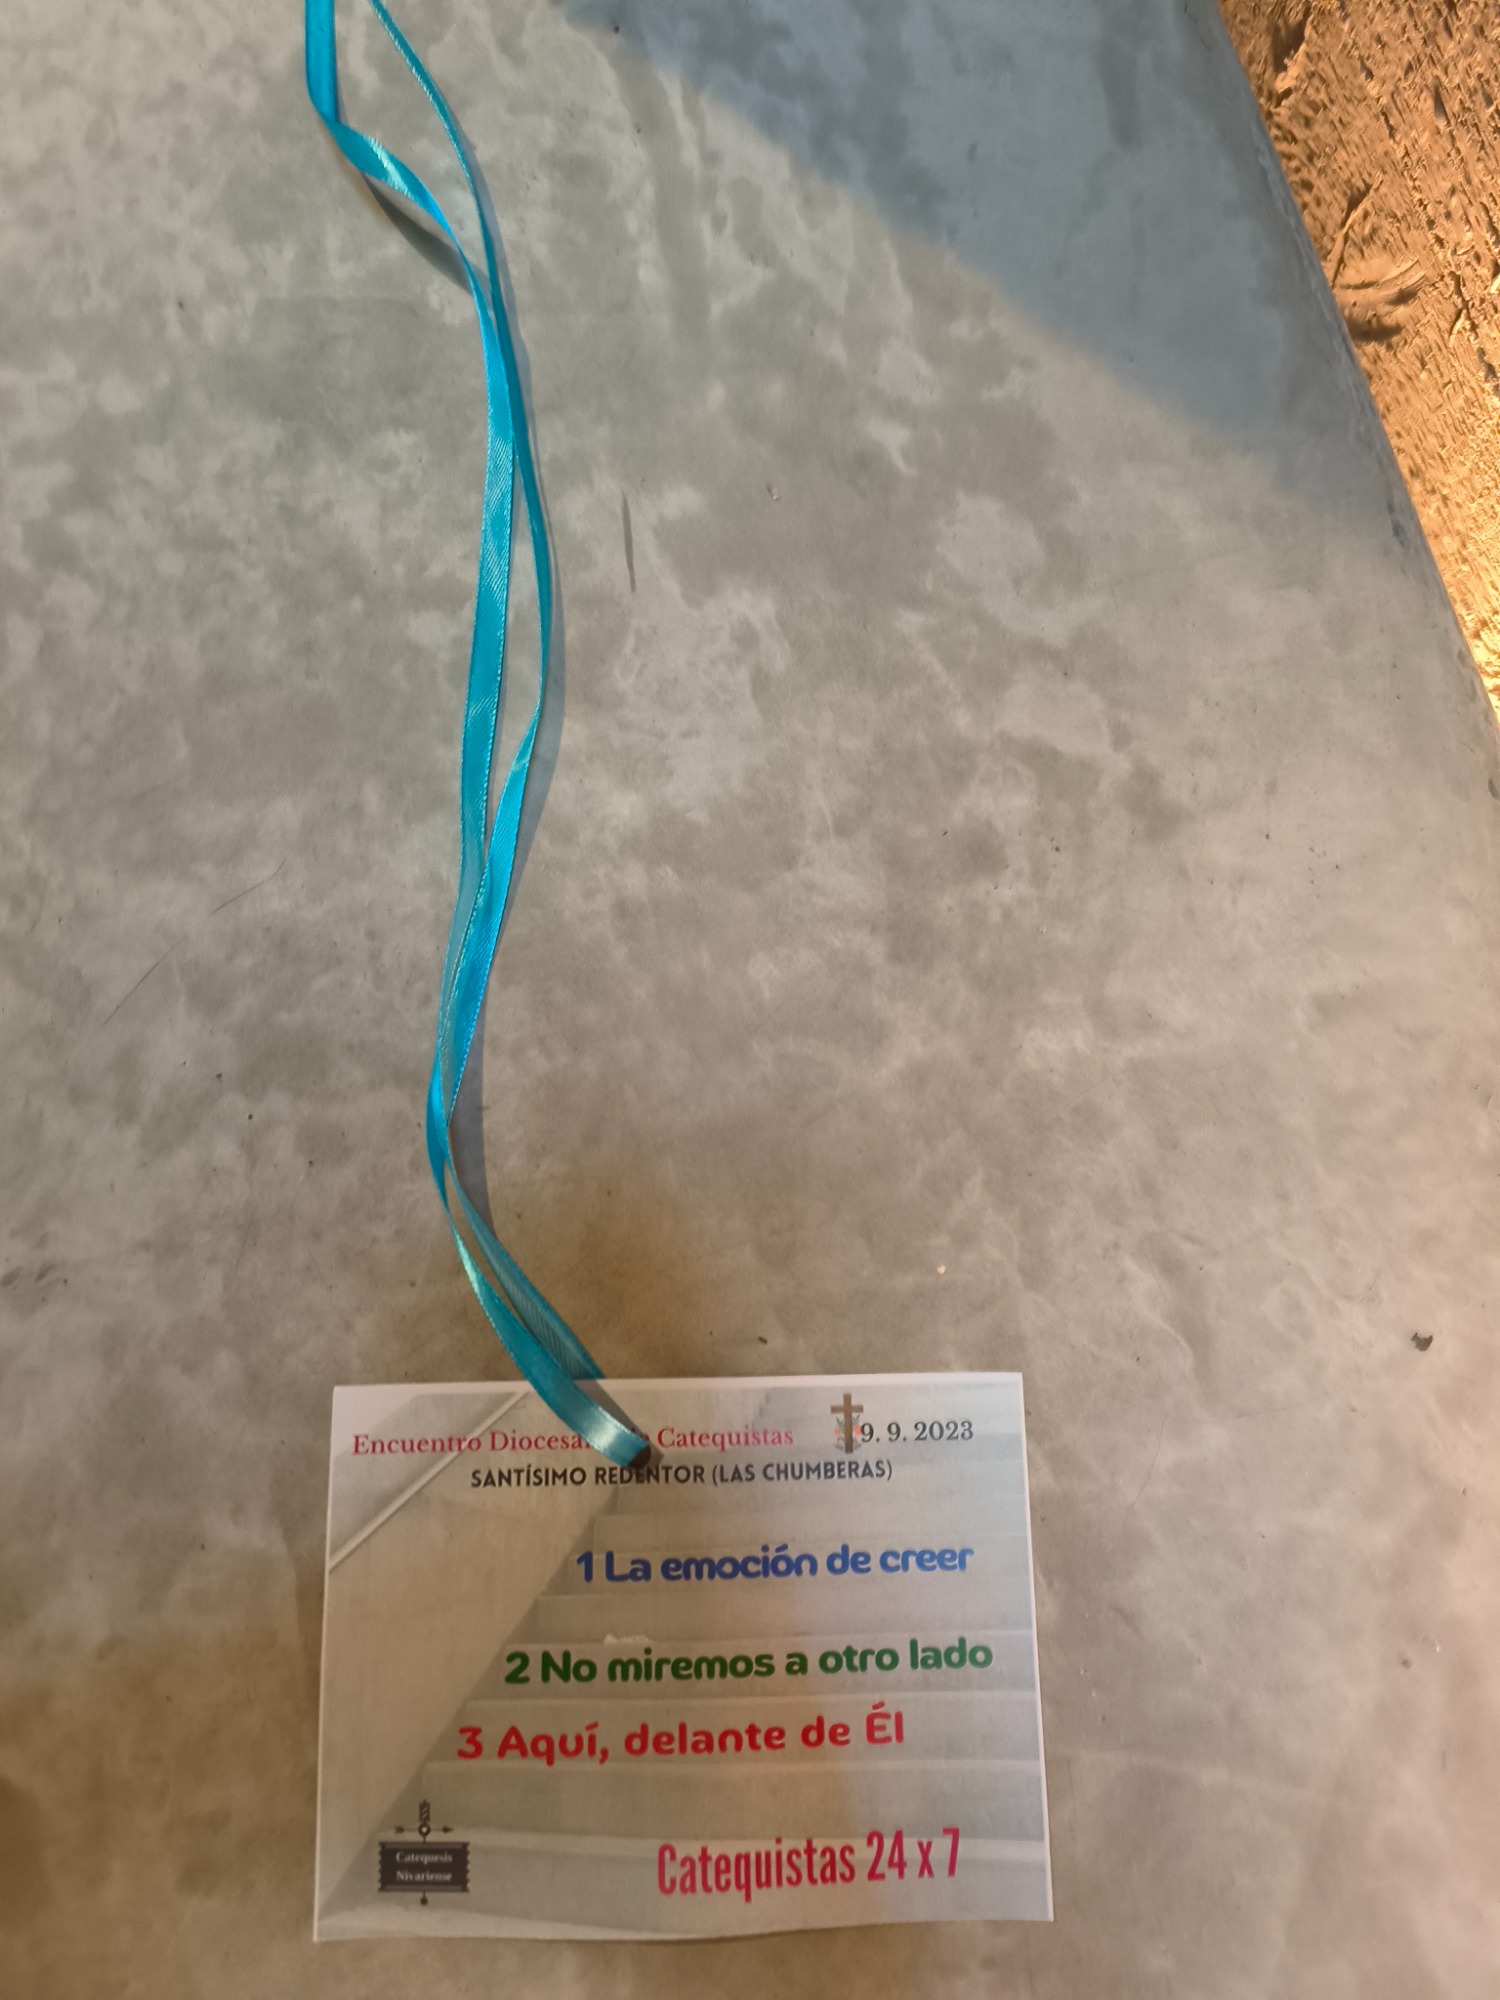 Encuentro Diocesa Catequistas 9. 9. 2023
SANTÍSIMO REDENTOR (LAS CHUMBERAS)
1 La emoción de creer
2 No miremos a otro lado
3 Aquí, delante de Él
Catequesis
Nivariense
Catequistas 24 x 7